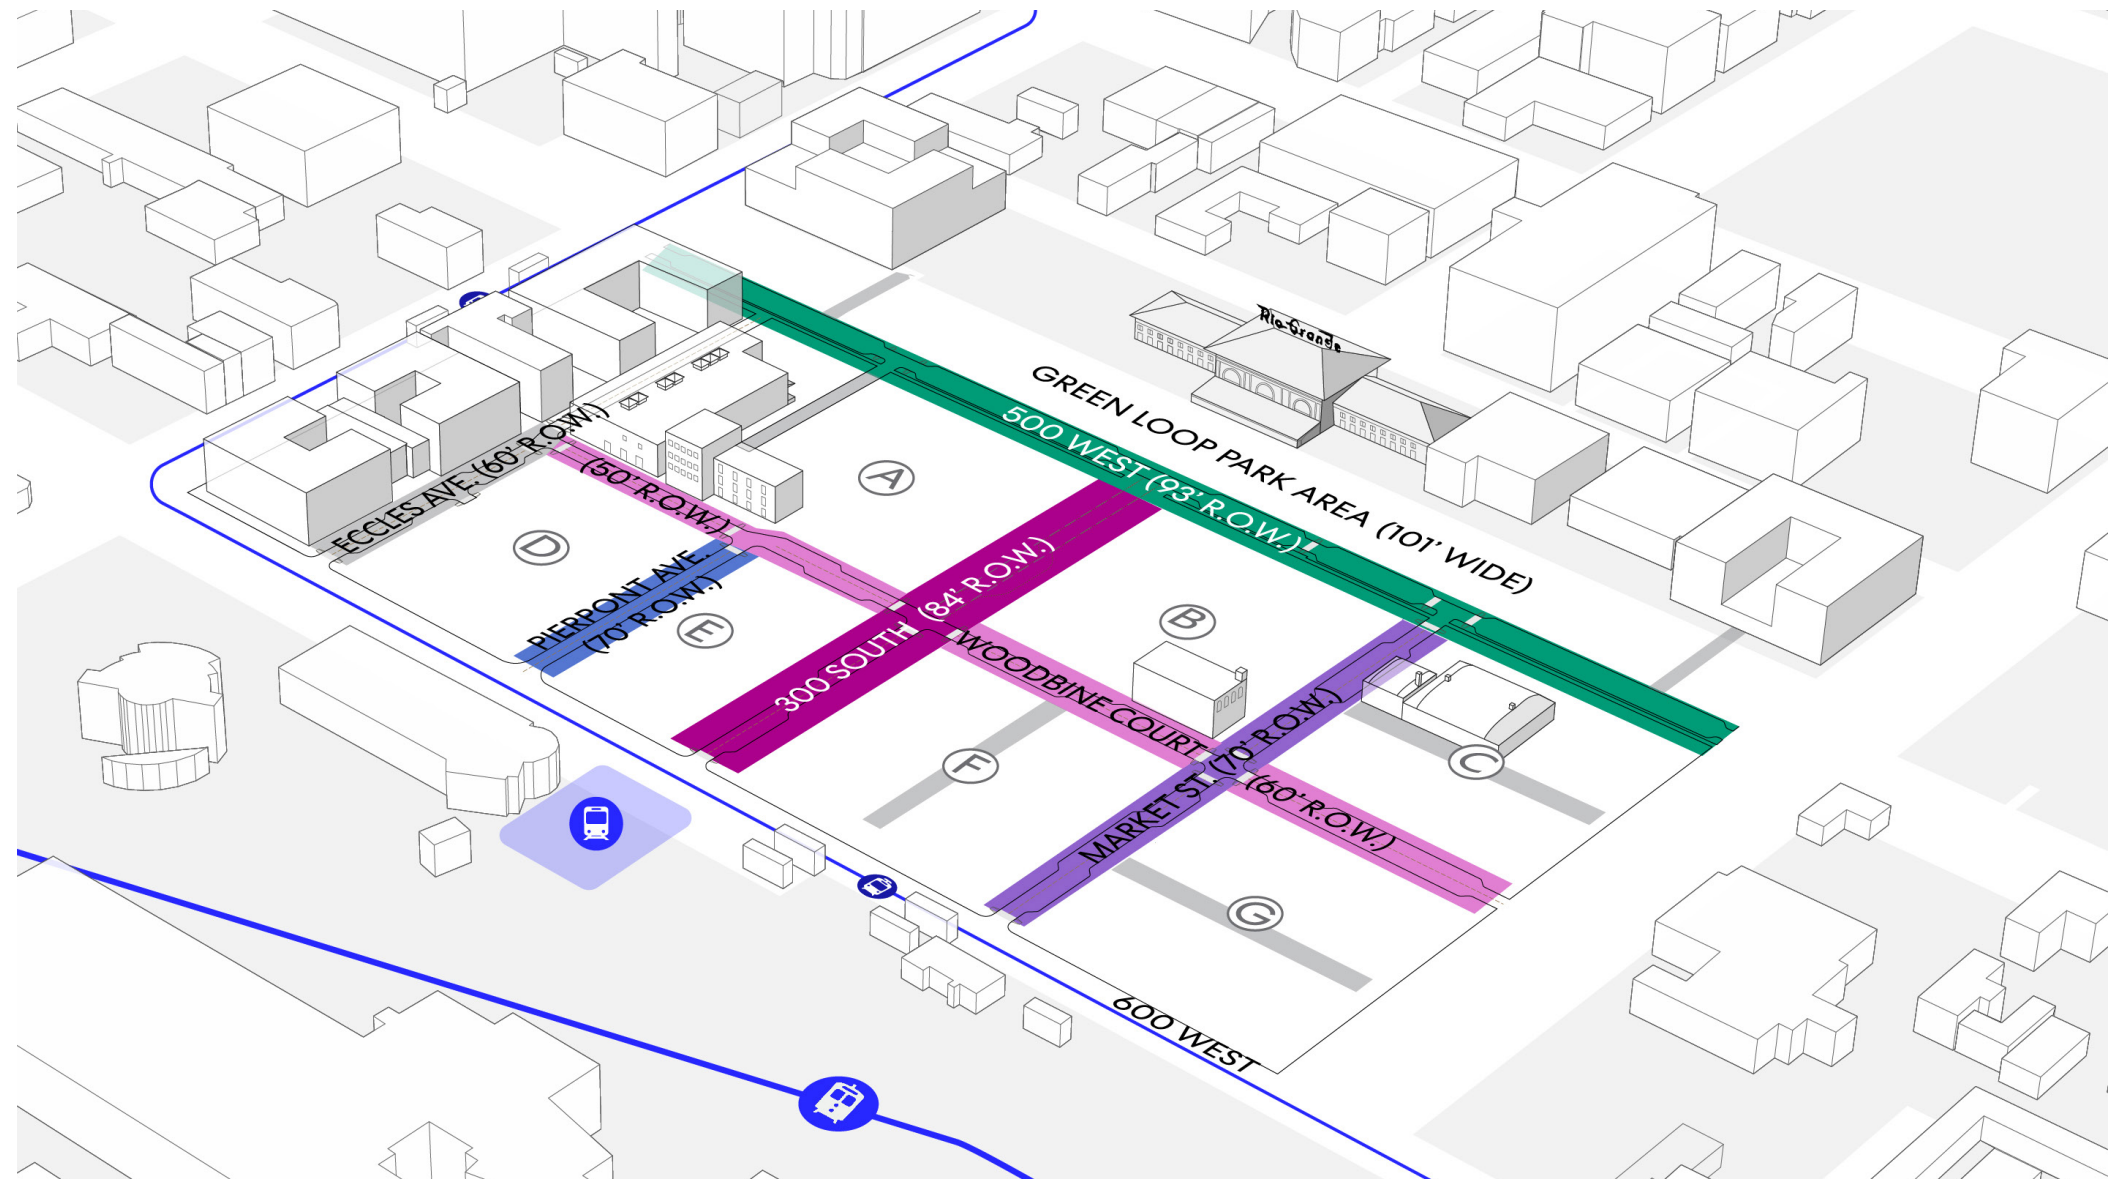 Rio Grande
GREEN LOOP PARK AREA (101' WIDE)
500 WEST (93' R.O.W.)
ECCLES AVE. (60' R.O.W.)
(50' R.O.W.)
A
D
PIERPONT AVE.
(70' R.O.W.)
E
300 SOUTH (84' R.O.W.)
B
WOODBINE COURT (60' R.O.W.)
MARKET ST. (70' R.O.W.)
F
C
G
600 WEST